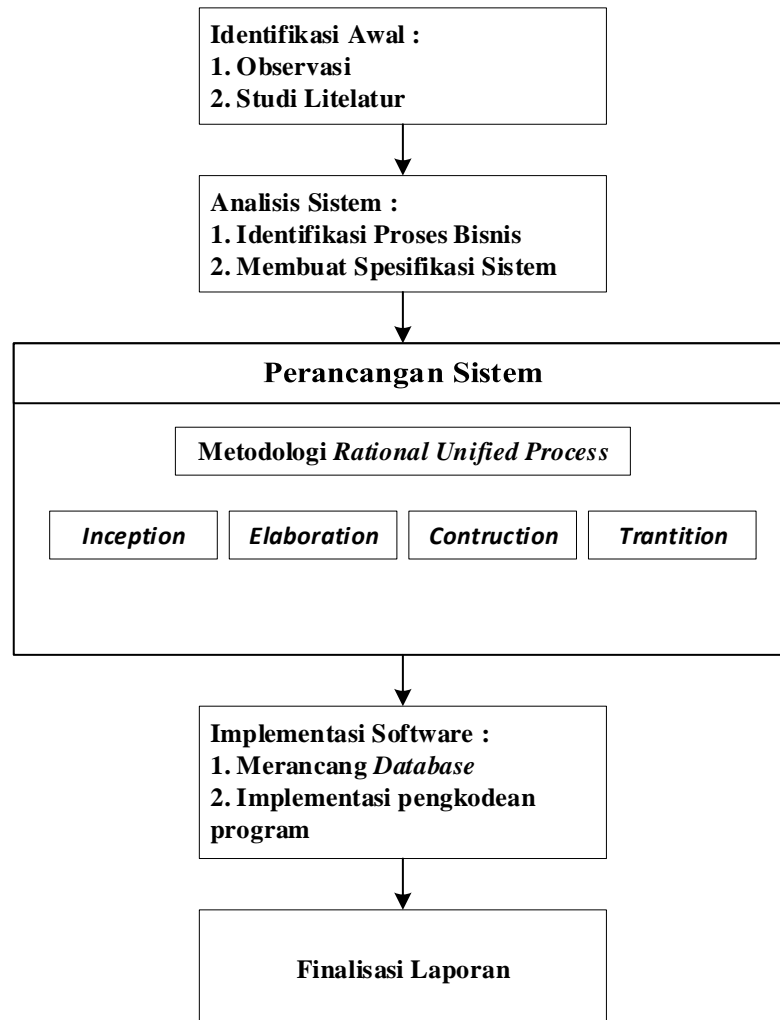 Identifikasi Awal :
1. Observasi
2. Studi Litelatur
Analisis Sistem :
1. Identifikasi Proses Bisnis
2. Membuat Spesifikasi Sistem
Perancangan Sistem
Metodologi Rational Unified Process
Inception
Elaboration
Contruction
Trantition
Implementasi Software :
1. Merancang Database
2. Implementasi pengkodean
program
Finalisasi Laporan